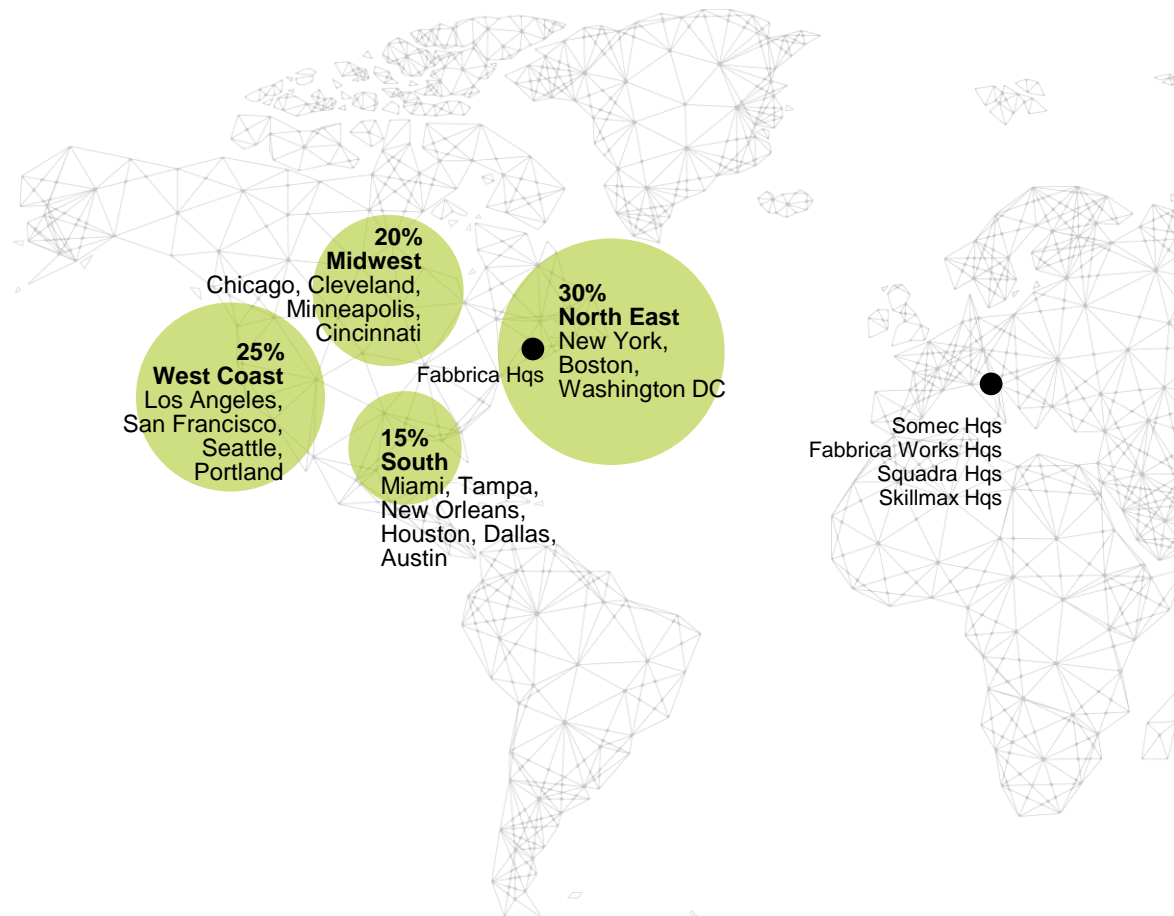 20%
Midwest
Chicago, Cleveland,
Minneapolis,
Cincinnati
30%
North East
New York,
Boston,
Washington DC
25%
West Coast
Los Angeles,
San Francisco,
Seattle,
Portland
Fabbrica Hqs
15%
South
Miami, Tampa,
New Orleans,
Houston, Dallas,
Austin
Somec Hqs
Fabbrica Works Hqs
Squadra Hqs
Skillmax Hqs